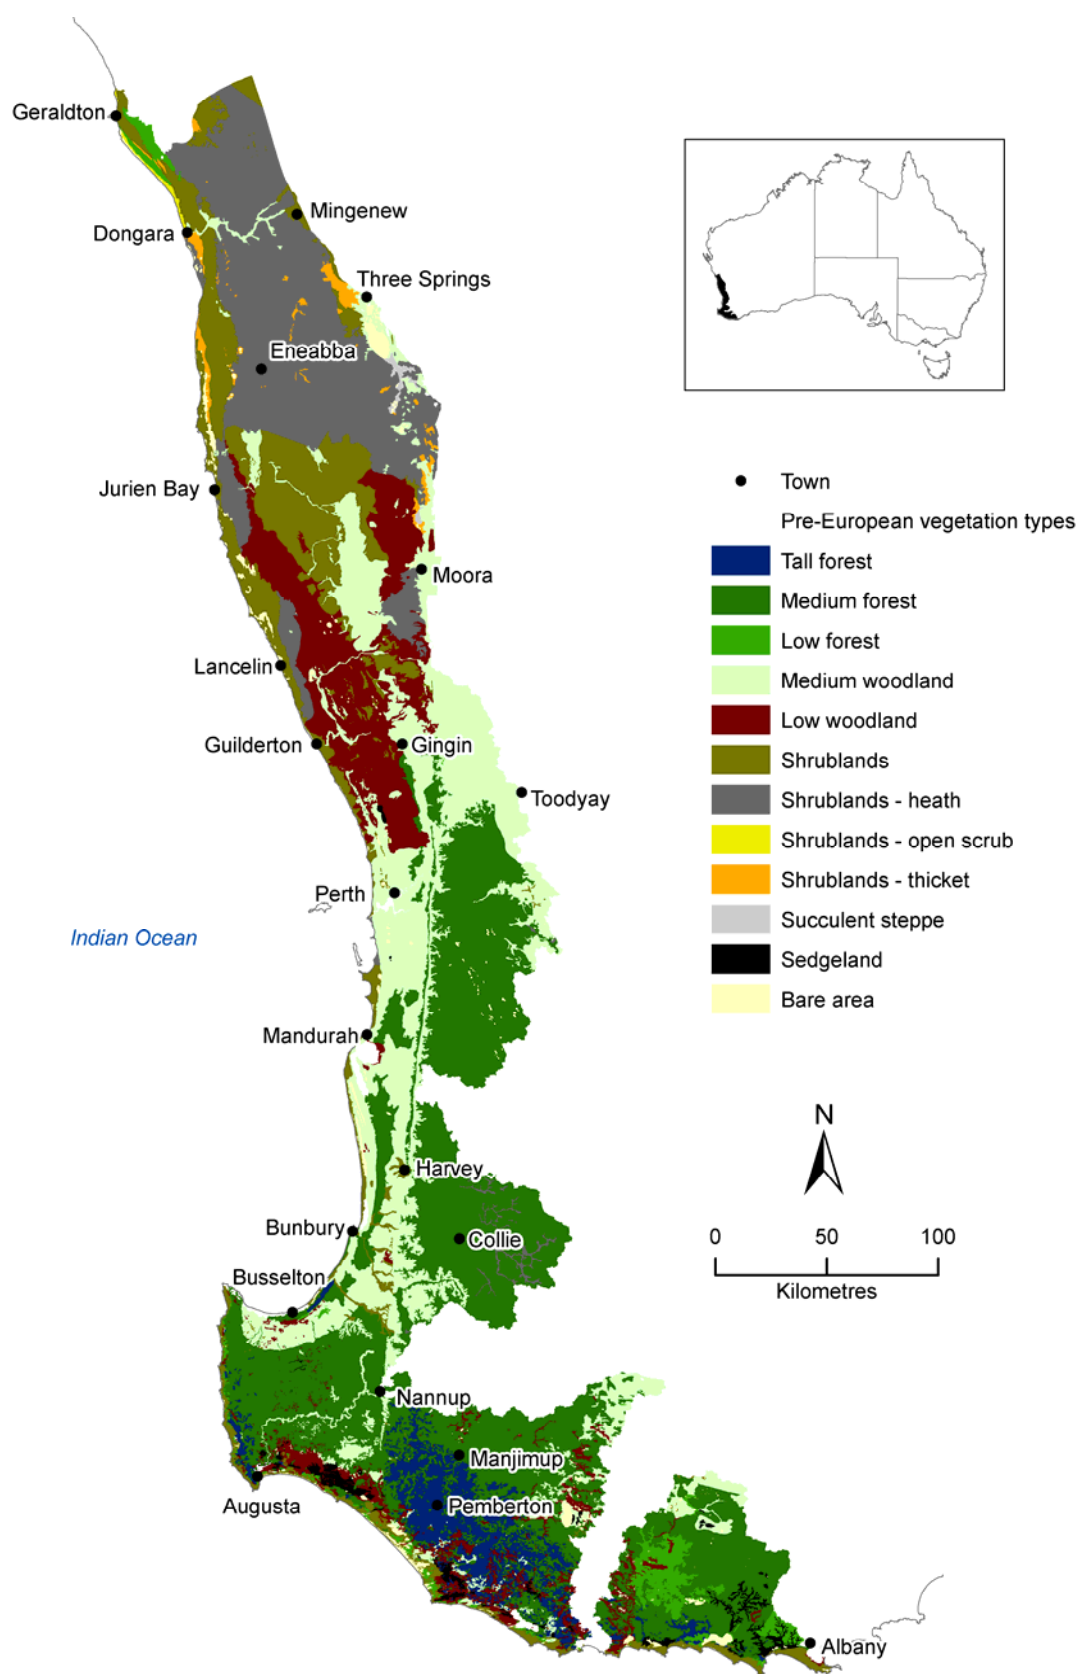 Geraldton
Mingenew
Dongara
Three Springs
Eneabba
Jurien Bay
Moora
Lancelin
Guilderton
Gingin
Toodyay
Perth
Indian Ocean
Mandurah
Harvey
Bunbury
Collie
Busselton
Nannup
Manjimup
Augusta
Pemberton
Albany
Town
Pre-European vegetation types
Tall forest
Medium forest
Low forest
Medium woodland
Low woodland
Shrublands
Shrublands - heath
Shrublands - open scrub
Shrublands - thicket
Succulent steppe
Sedgeland
Bare area
N
0 50 100
Kilometres